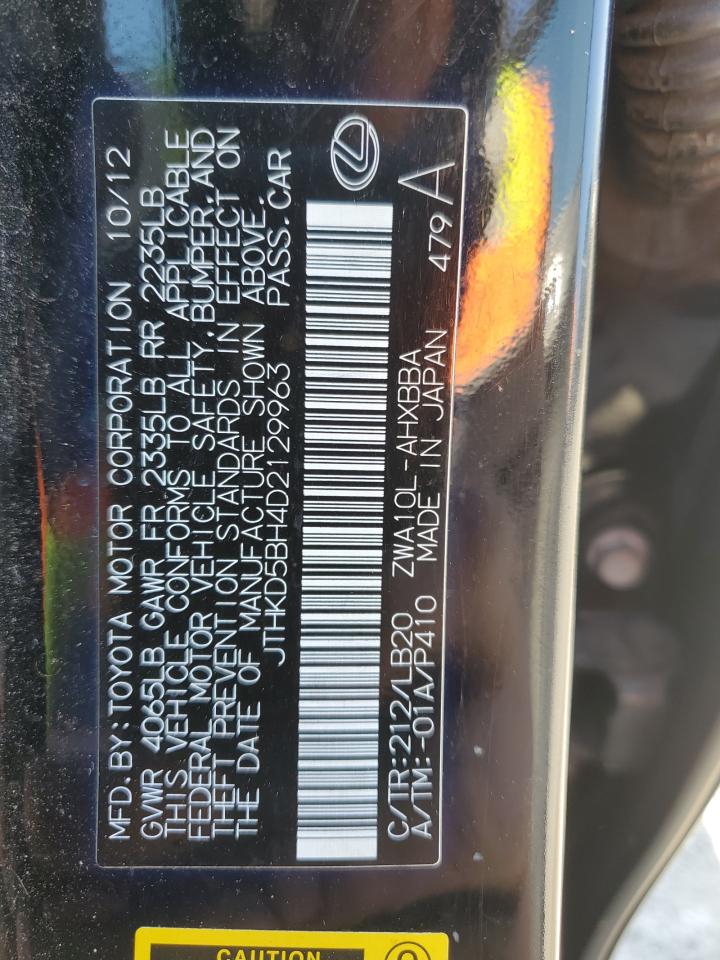 MFD.BY:TOYOTA MOTOR CORPORATION 10/12
GVWR 4065LB GAWR FR 2335LB RR 2235LB
THIS VEHICLE CONFORMS TO ALL APPLICABLE
FEDERAL MOTOR VEHICLE SAFETY,BUMPER,AND
THEFT PREVENTION STANDARDS IN EFFECT ON
THE DATE OF MANUFACTURE SHOWN ABOVE.
JTHKD5BH4D2129963 PASS.CAR
C/TR:212/LB20 ZWA10L-AHXBBA 479 A
A/TM:-01A/P410 MADE IN JAPAN
CAUTION